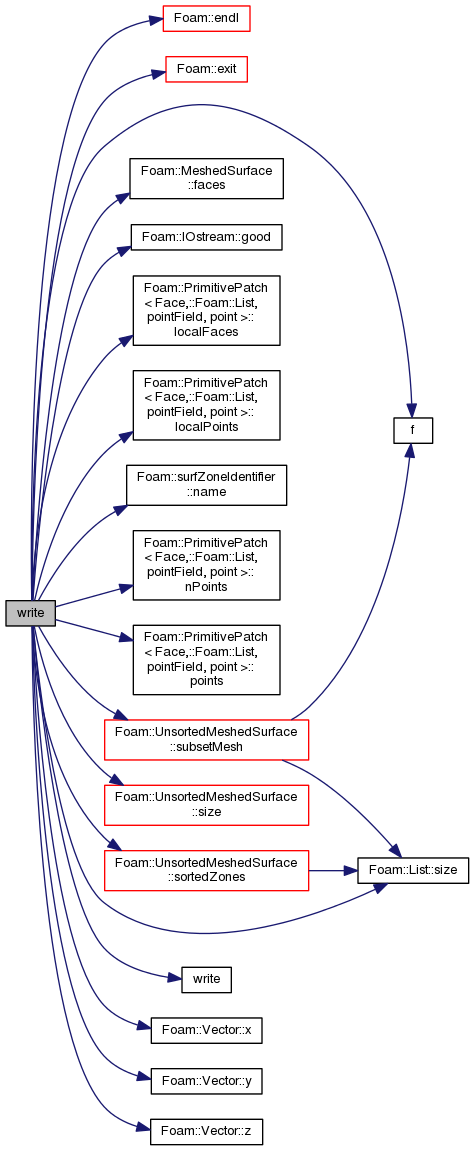 Foam::endl
Foam::exit
Foam::MeshedSurface
::faces
Foam::IOstream::good
Foam::PrimitivePatch
< Face,::Foam::List,
pointField, point >::
localFaces
Foam::PrimitivePatch
< Face,::Foam::List,
pointField, point >::
localPoints
f
Foam::surfZoneIdentifier
::name
Foam::PrimitivePatch
< Face,::Foam::List,
pointField, point >::
nPoints
write
Foam::PrimitivePatch
< Face,::Foam::List,
pointField, point >::
points
Foam::UnsortedMeshedSurface
::subsetMesh
Foam::UnsortedMeshedSurface
::size
Foam::UnsortedMeshedSurface
::sortedZones
Foam::List::size
write
Foam::Vector::x
Foam::Vector::y
Foam::Vector::z